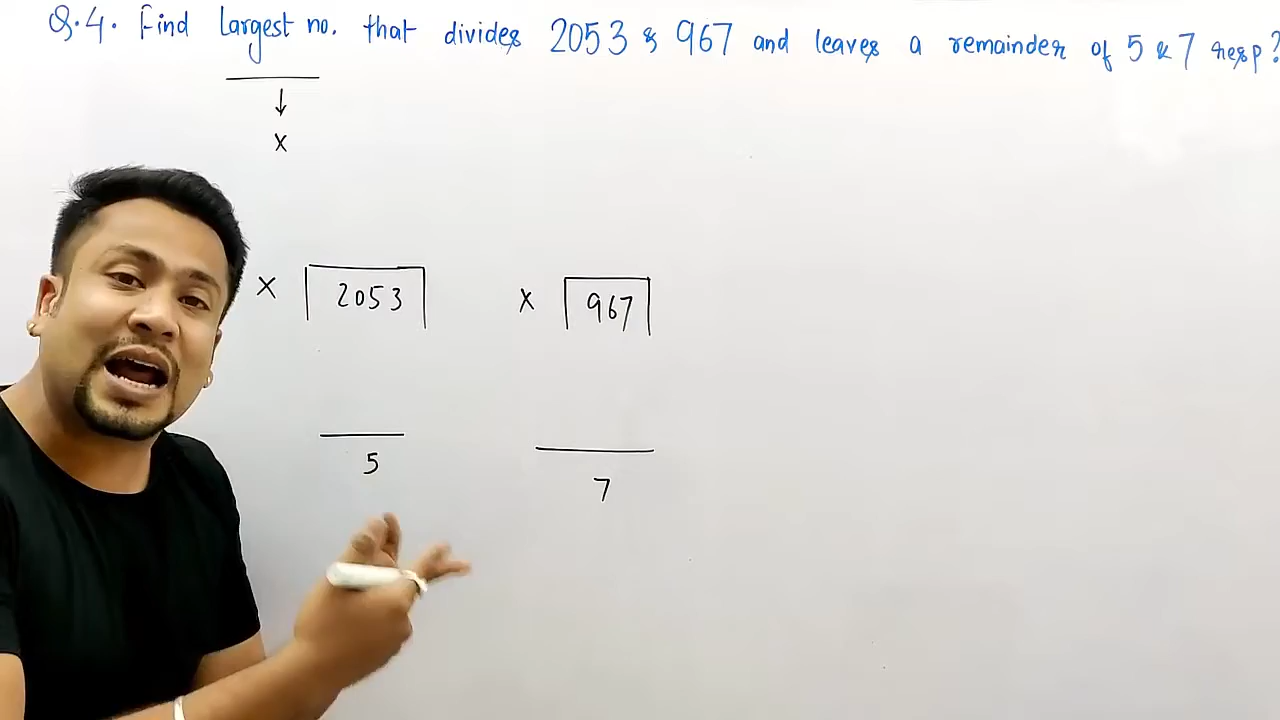 Q.4. Find largest no. that divides 2053 & 967 and leaves a remainder of 5 & 7 resp?
↓
x
x 2053 x 967
5 7